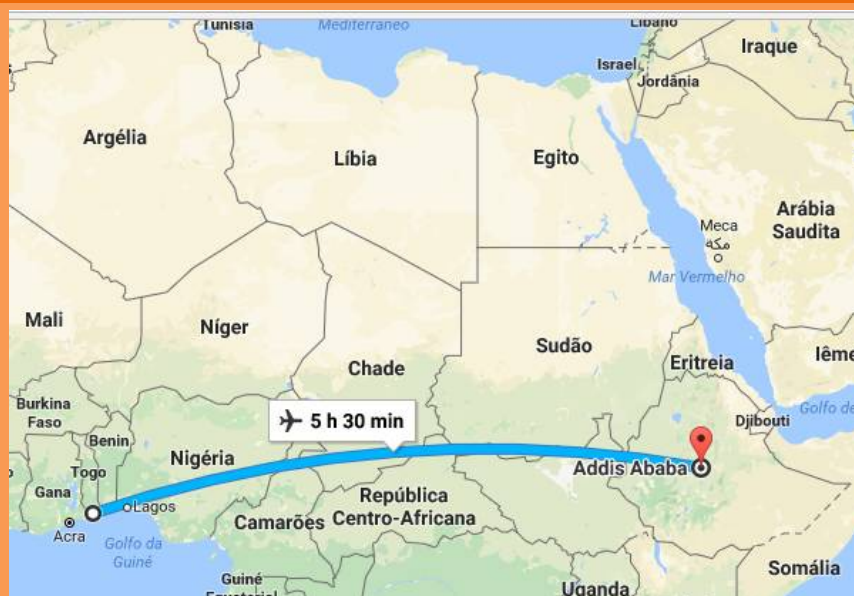 Tunísia
Mediterrâneo
Líbano
Iraque
Israel
Jordânia
Argélia
Líbia
Egito
Meca
مكة
Arábia
Saudita
Mar Vermelho
Mali
Níger
Chade
Sudão
Eritreia
Iême
Burkina
Faso
Benin
Nigéria
5 h 30 min
Djibouti
Golfo de
Togo
Gana
Lagos
Acra
Golfo da
Guiné
Camarões
República
Centro-Africana
Addis Ababa
Guiné
Equatorial
Uganda
Somália